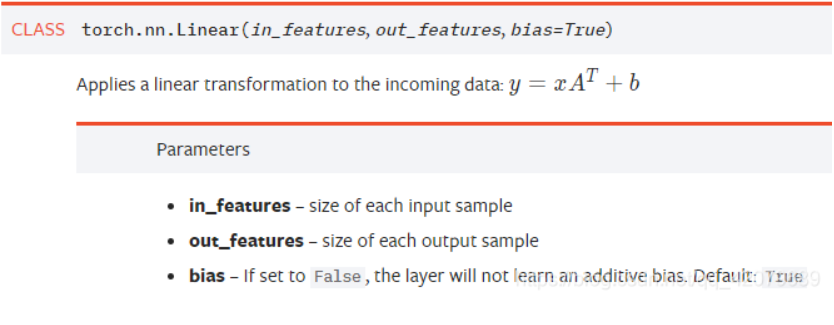 CLASS torch.nn.Linear(in_features, out_features, bias=True)
Applies a linear transformation to the incoming data: y = xA^T + b
Parameters
• in_features – size of each input sample
• out_features – size of each output sample
• bias – If set to False, the layer will not learn an additive bias. Default: True